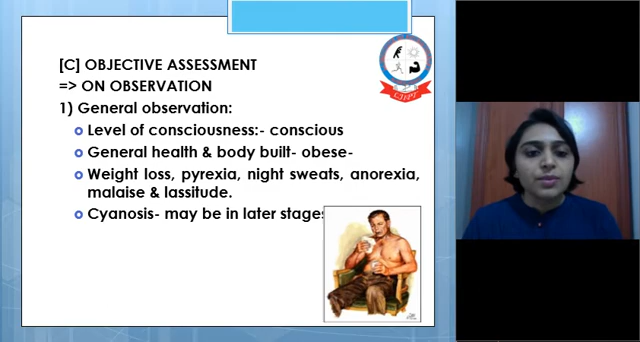 [C] OBJECTIVE ASSESSMENT
=> ON OBSERVATION
1) General observation:
Level of consciousness:- conscious
General health & body built- obese-
Weight loss, pyrexia, night sweats, anorexia,
malaise & lassitude.
Cyanosis- may be in later stages